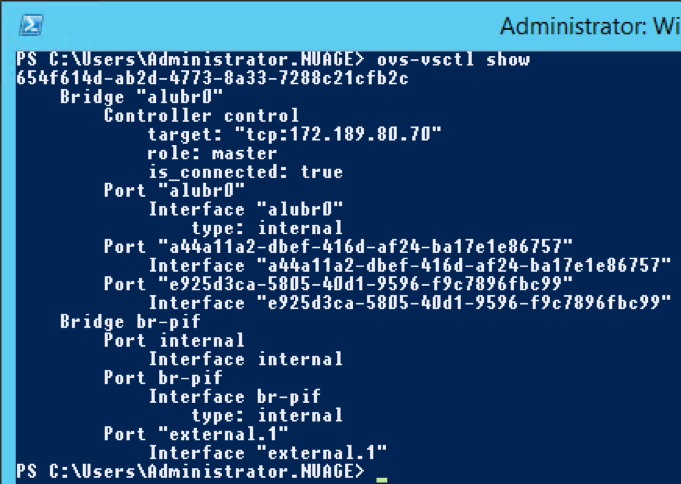 Administrator: Wi
PS C:\Users\Administrator.NUAGE> ovs-vsctl show
654f614d-ab2d-4773-8a33-7288c21cfb2c
    Bridge "alubr0"
        Controller control
            target: "tcp:172.189.80.70"
            role: master
            is_connected: true
        Port "alubr0"
            Interface "alubr0"
                type: internal
        Port "a44a11a2-dbef-416d-af24-ba17e1e86757"
            Interface "a44a11a2-dbef-416d-af24-ba17e1e86757"
        Port "e925d3ca-5805-40d1-9596-f9c7896fbc99"
            Interface "e925d3ca-5805-40d1-9596-f9c7896fbc99"
    Bridge br-pif
        Port internal
            Interface internal
        Port br-pif
            Interface br-pif
                type: internal
        Port "external.1"
            Interface "external.1"
PS C:\Users\Administrator.NUAGE>